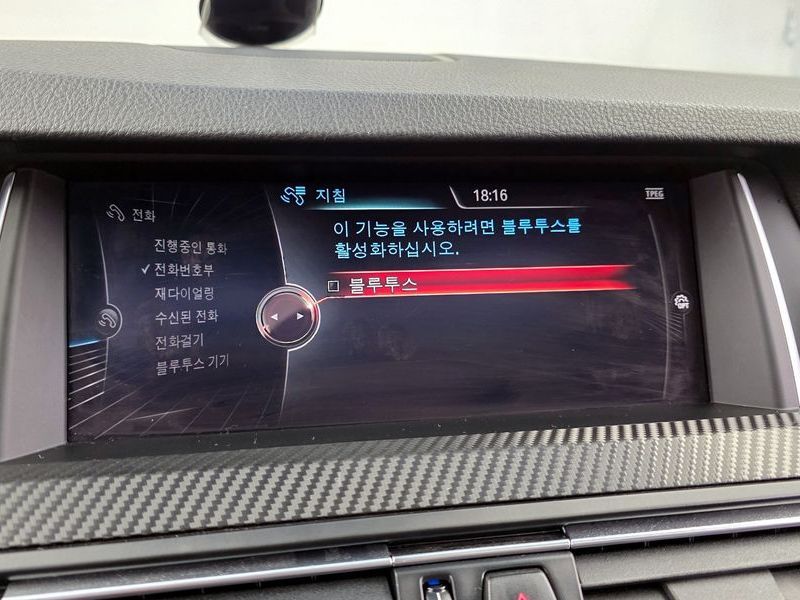 지침
18:16
TPEG
전화
진행중인 통화
✓ 전화번호부
재다이얼링
수신된 전화
전화걸기
블루투스 기기
이 기능을 사용하려면 블루투스를
활성화하십시오.
블루투스
OPT